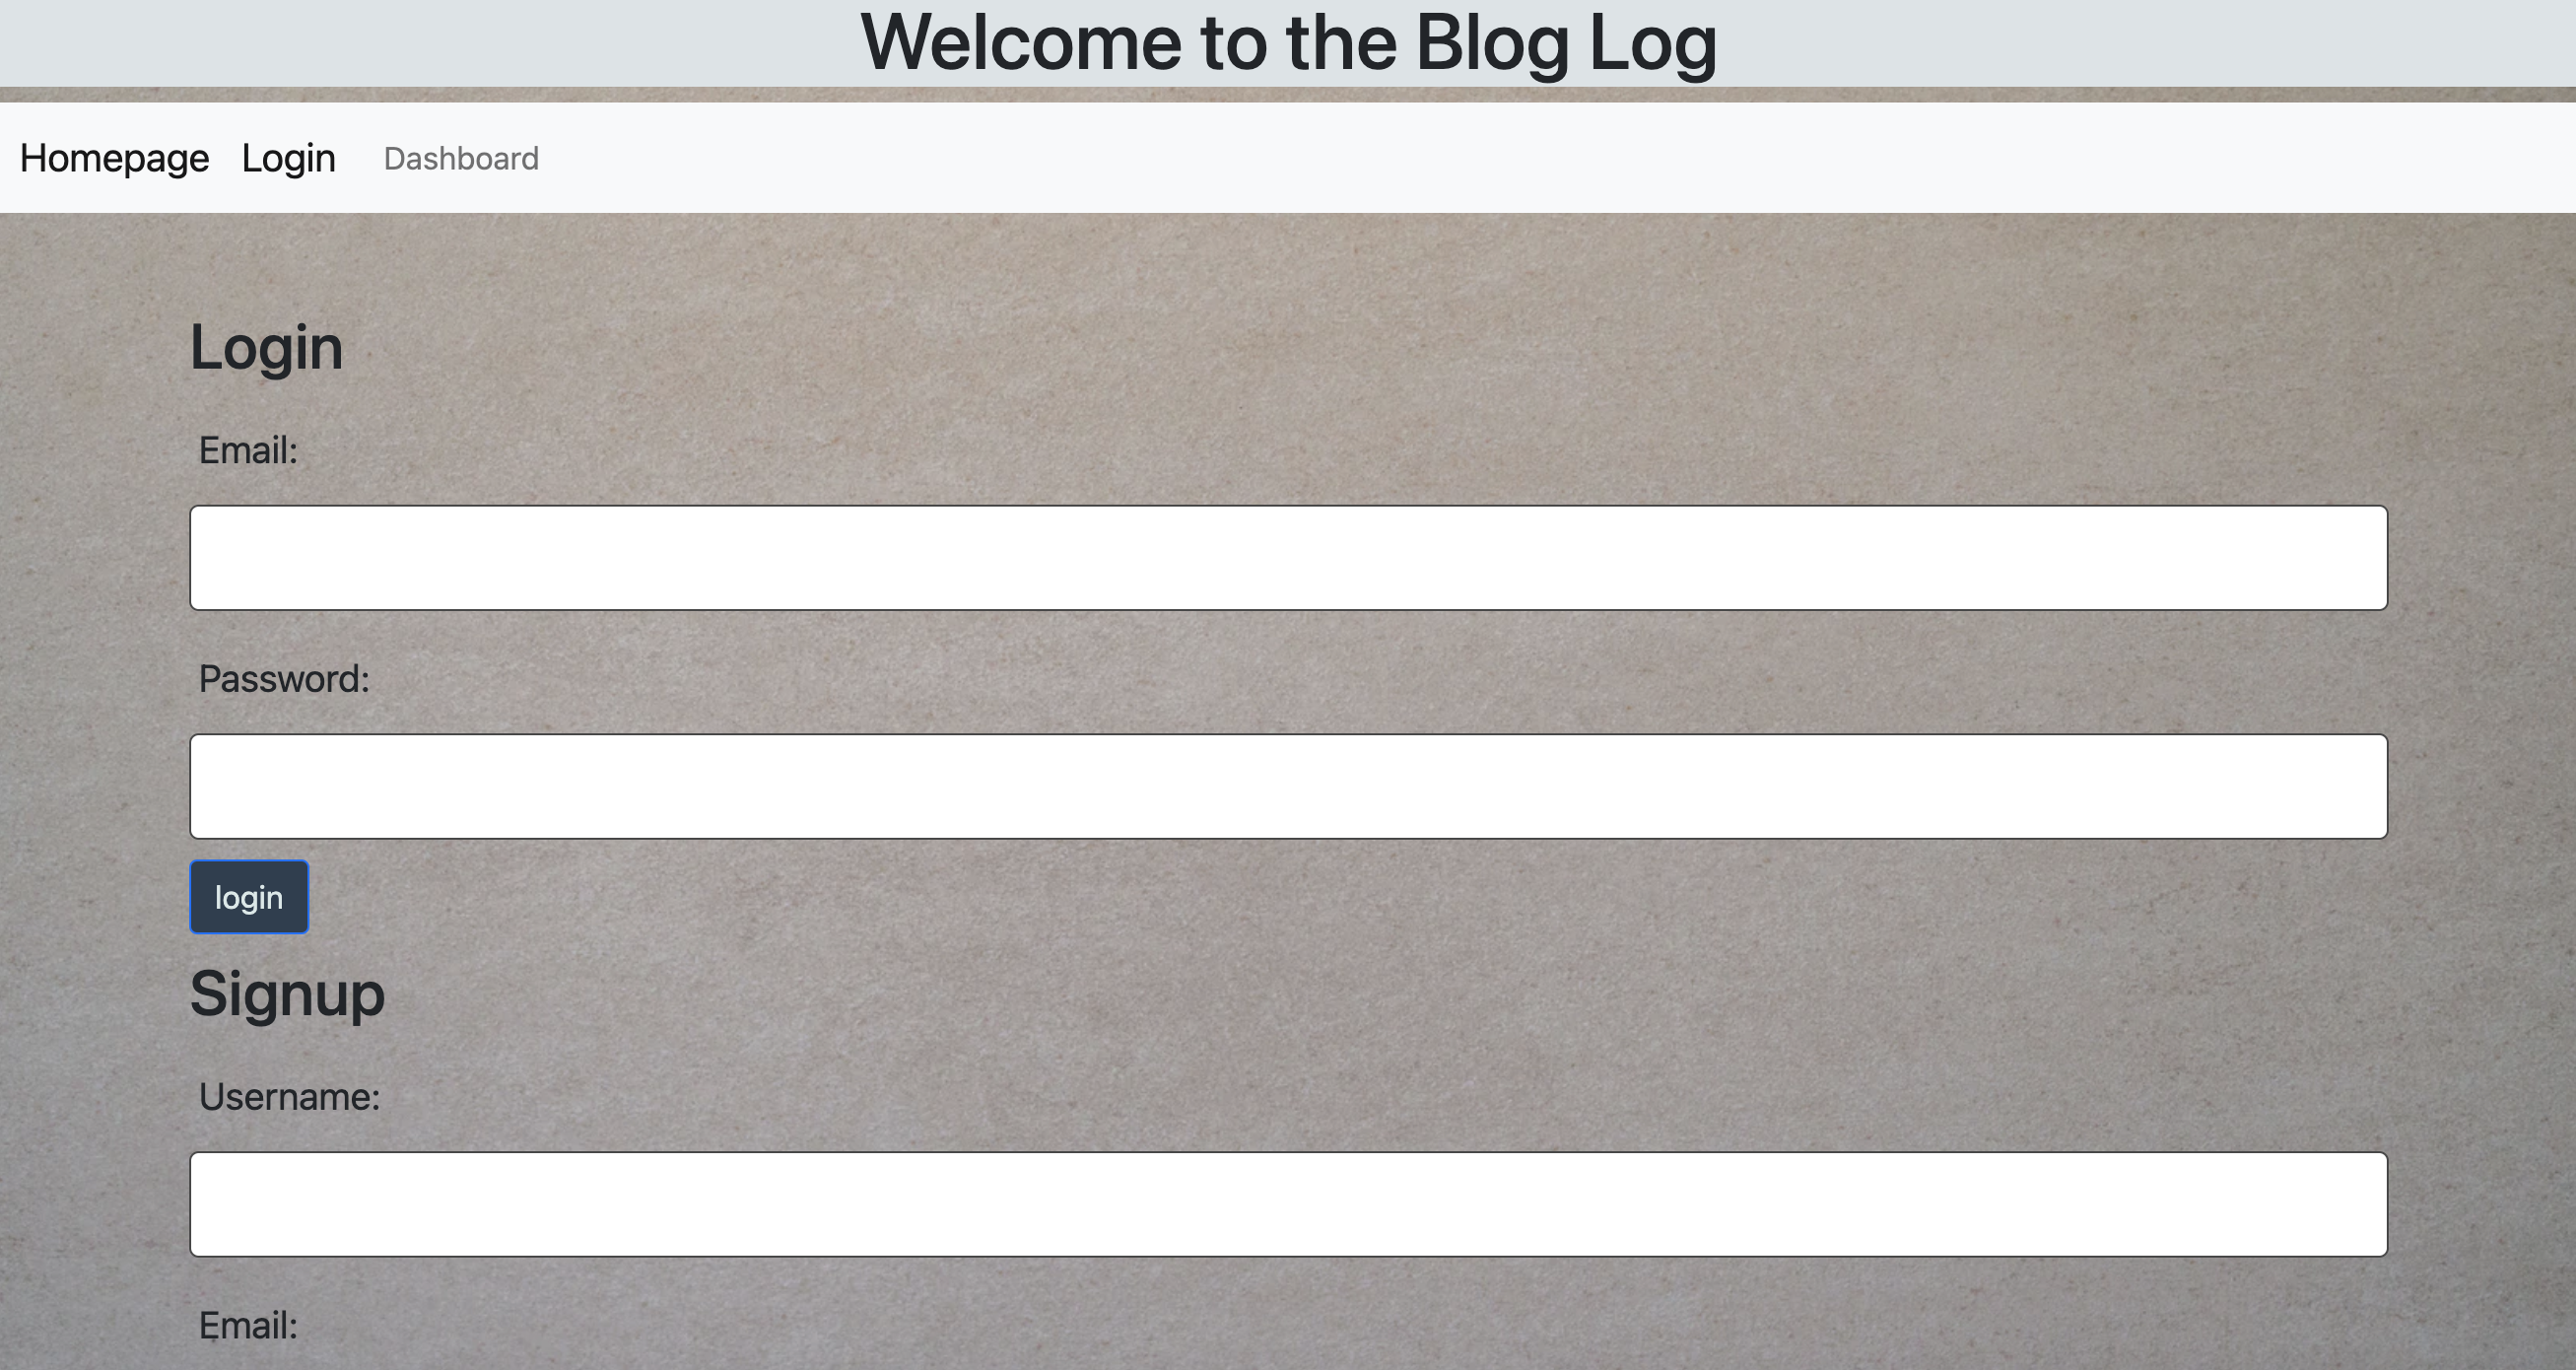 Welcome to the Blog Log
Homepage Login Dashboard
Login
Email:
Password:
login
Signup
Username:
Email: